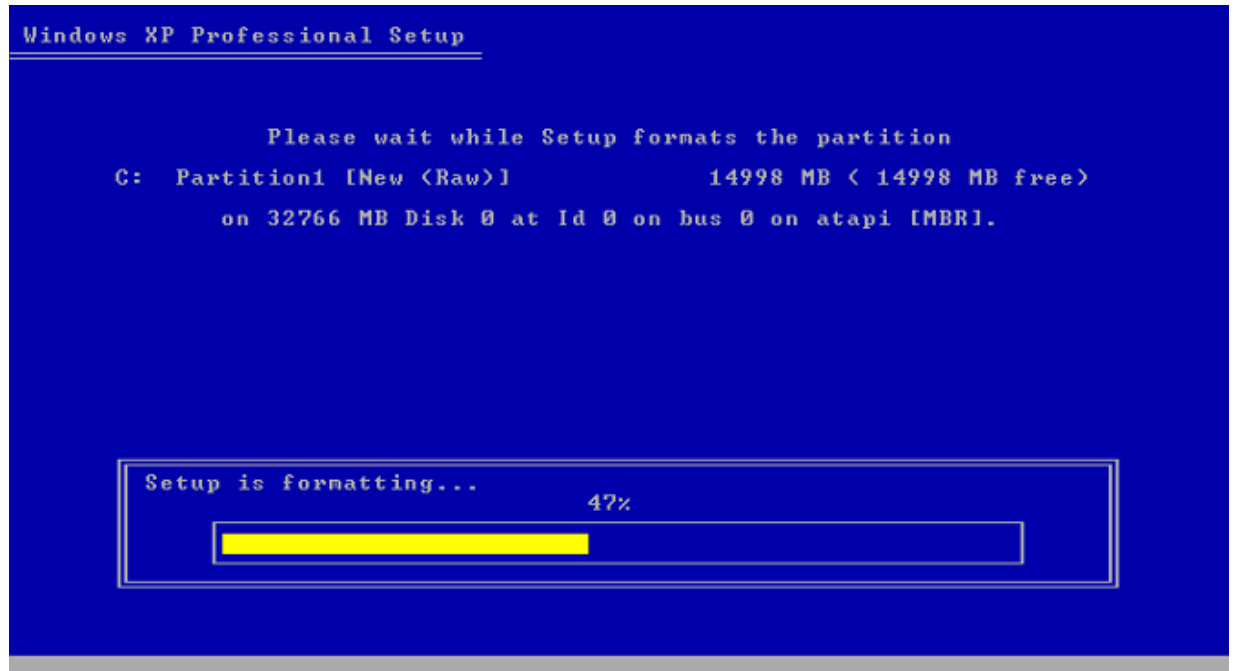 Windows XP Professional Setup
Please wait while Setup formats the partition
C: Partition1 [New (Raw)] 14998 MB ( 14998 MB free)
on 32766 MB Disk 0 at Id 0 on bus 0 on atapi [MBR].
Setup is formatting...
47%